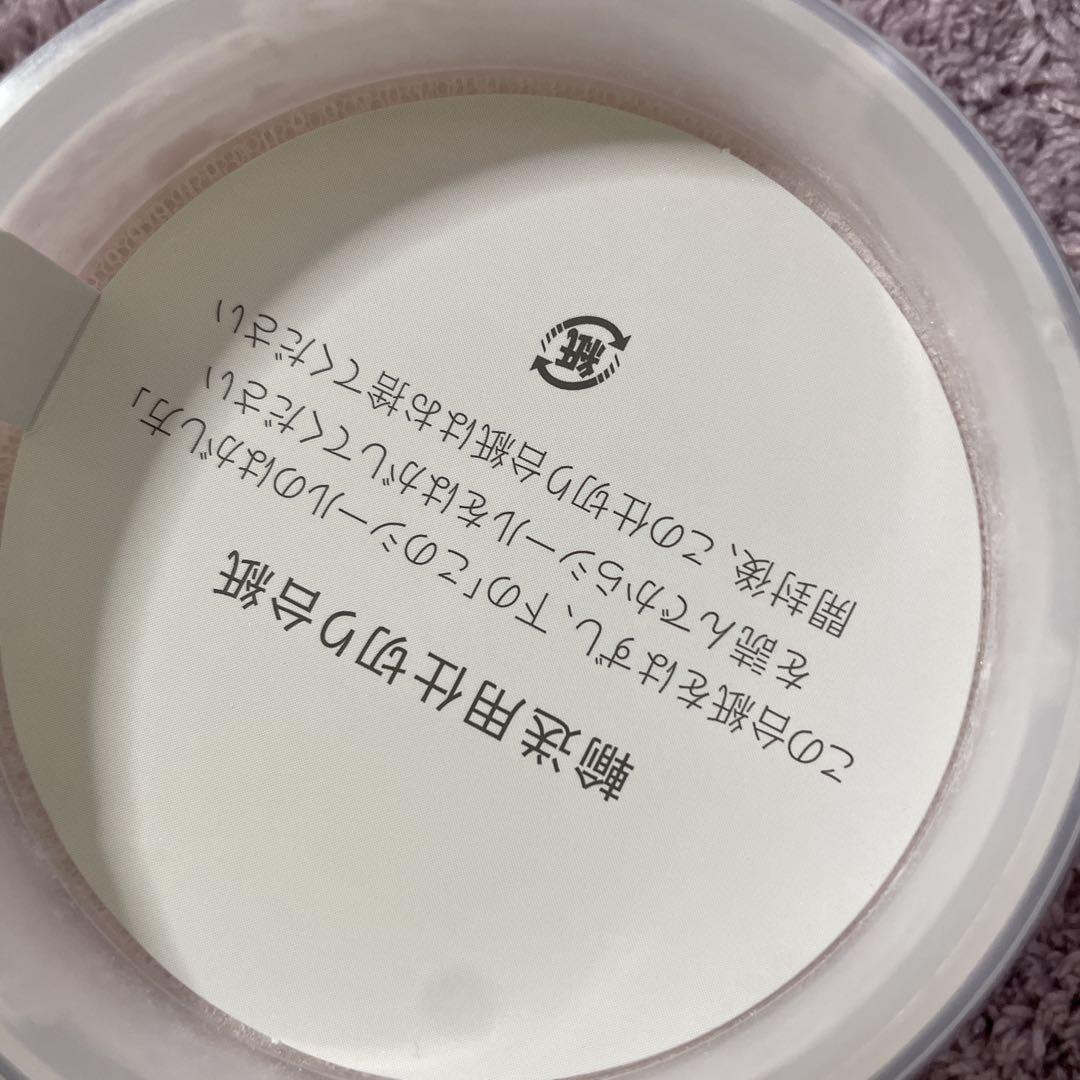 輸送用仕切り台紙
この台紙をはずし、下の「このシールのはがし方」
を読んでからシールをはがしてください
開封後、この仕切り台紙はお捨てください
紙